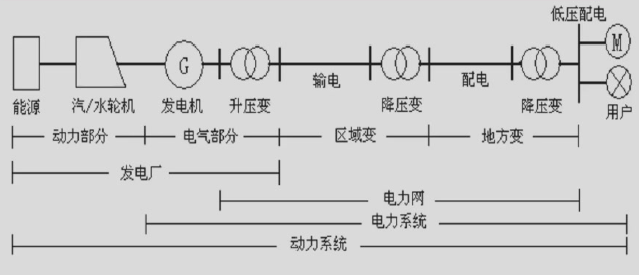 低压配电
M
G
输电
配电
能源
汽/水轮机
发电机
升压变
降压变
降压变
用户
动力部分
电气部分
区域变
地方变
发电厂
电力网
电力系统
动力系统